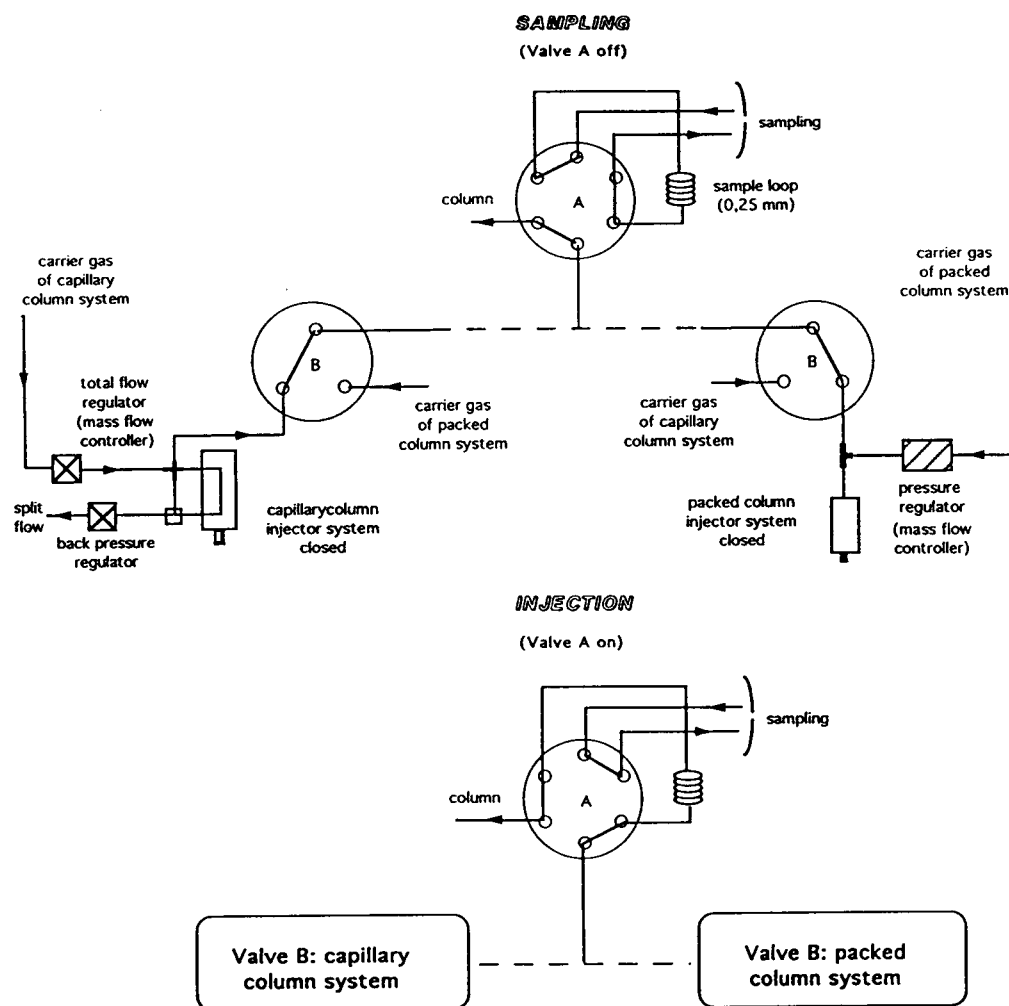 SAMPLING
(Valve A off)
sampling
A
sample loop
(0,25 mm)
column
carrier gas
of capillary
column system
carrier gas
of packed
column system
B
B
total flow
regulator
(mass flow
controller)
carrier gas
of packed
column system
carrier gas
of capillary
column system
split
flow
back pressure
regulator
capillarycolumn
injector system
closed
packed column
injector system
closed
pressure
regulator
(mass flow
controller)
INJECTION
(Valve A on)
sampling
column
A
Valve B: capillary
column system
Valve B: packed
column system